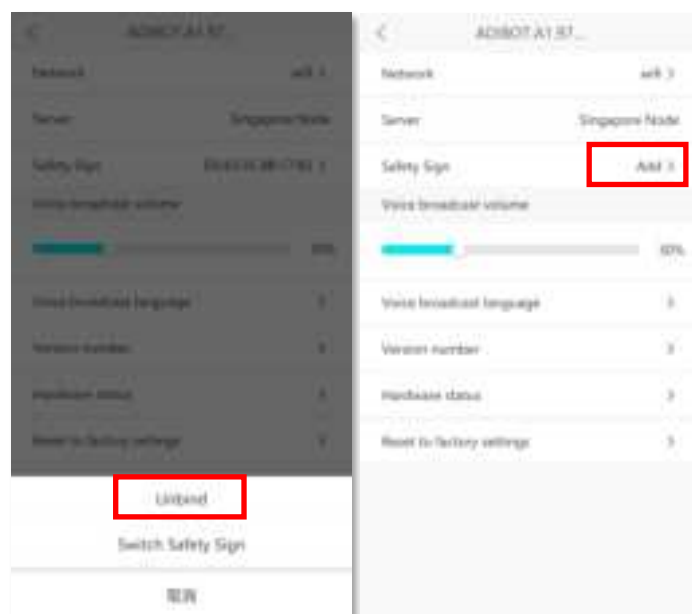 Network
Server
Singapore Node
Safety Sign
Voice broadcast volume
Voice broadcast language
Version number
Hardware status
Reset to factory settings
Unbind
Switch Safety Sign
取消
ADIBOT A1
Network
wifi >
Server
Singapore Node
Safety Sign
Add >
Voice broadcast volume
Voice broadcast language
Version number
Hardware status
Reset to factory settings